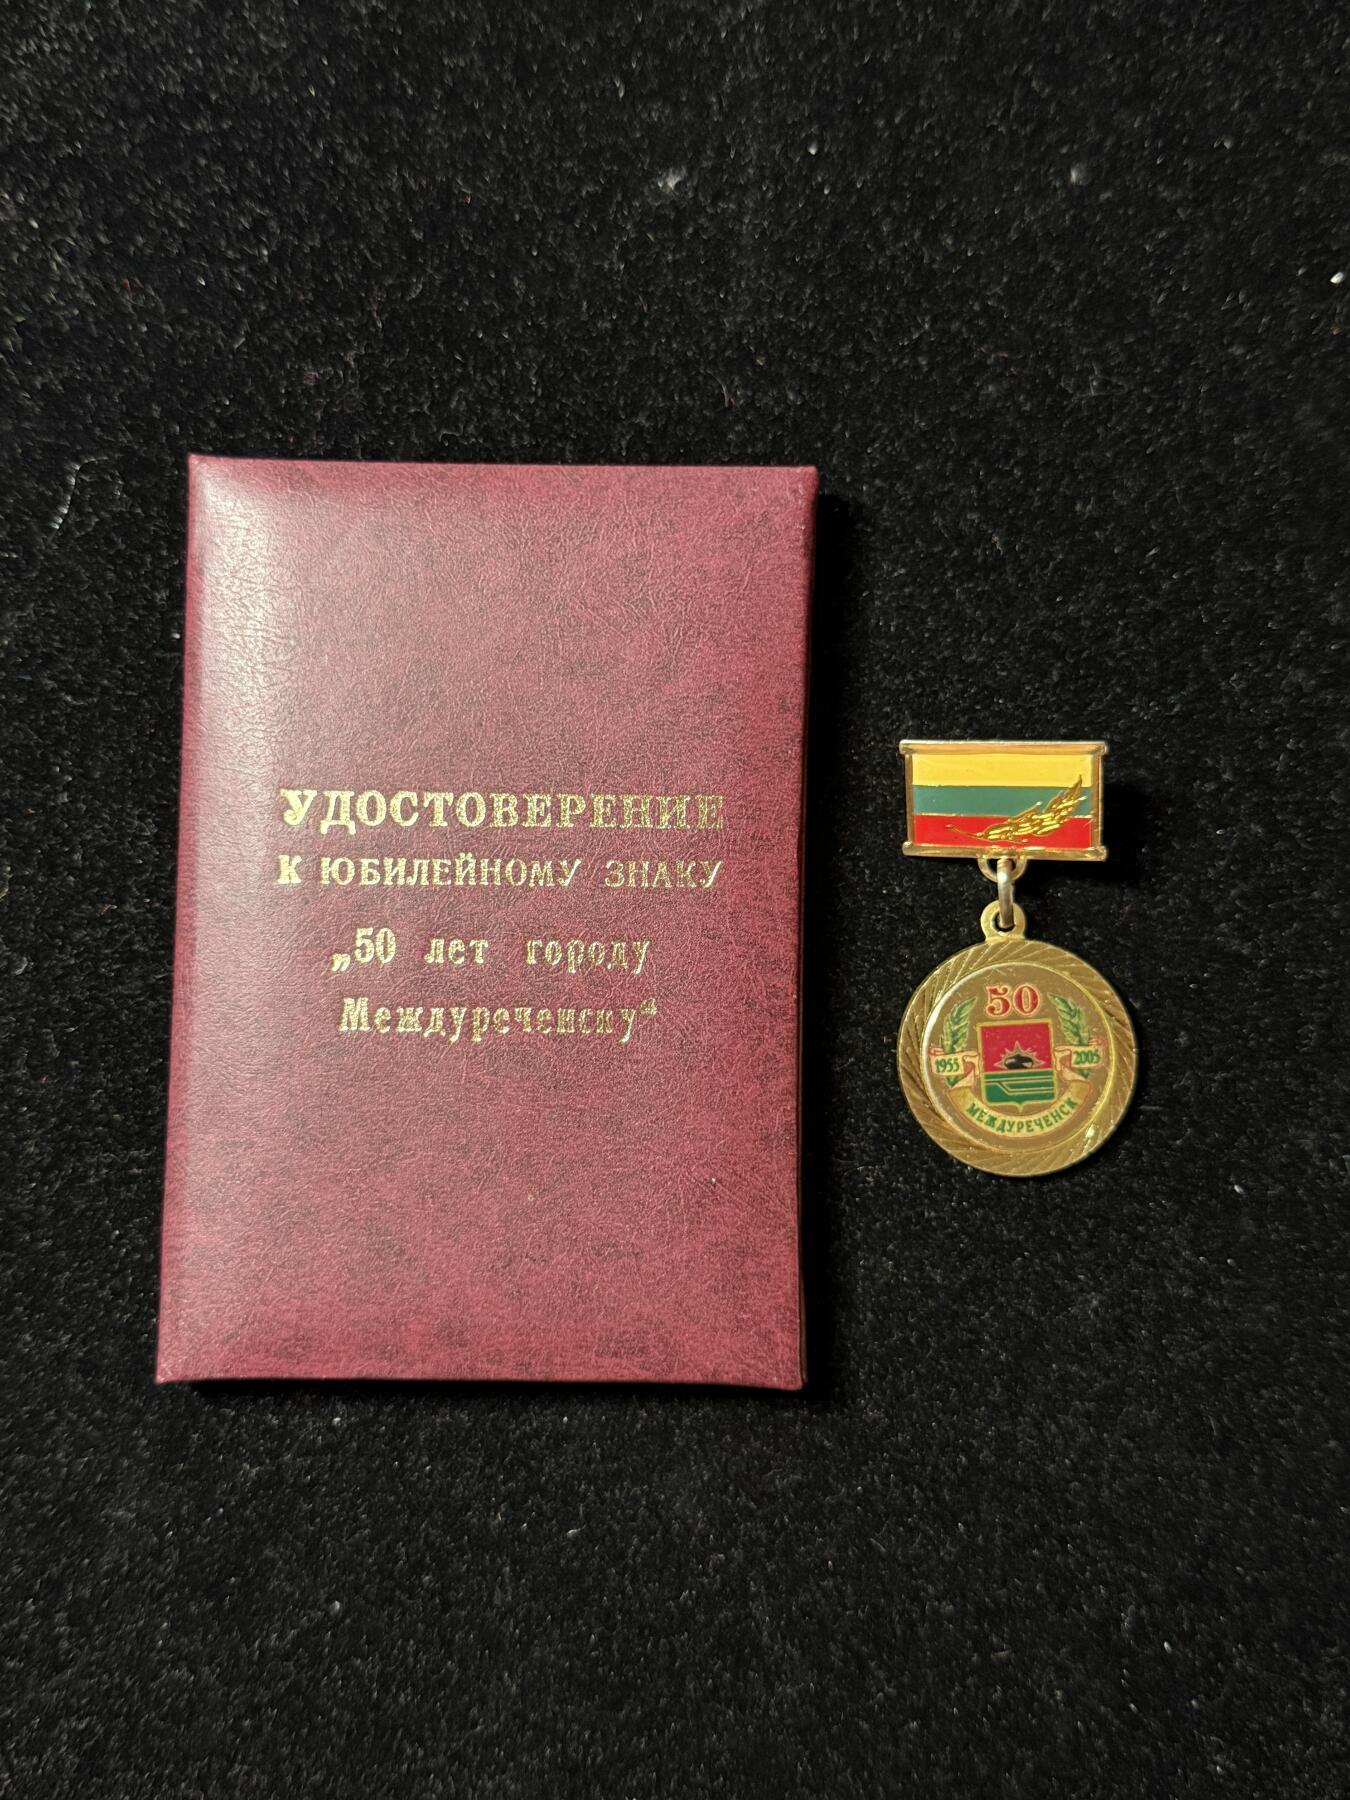 УДОСТОВЕРЕНИЕ
К ЮБИЛЕЙНОМУ ЗНАКУ
„50 лет городу
Междуреченску“
50
1955
2005
МЕЖДУРЕЧЕНСК